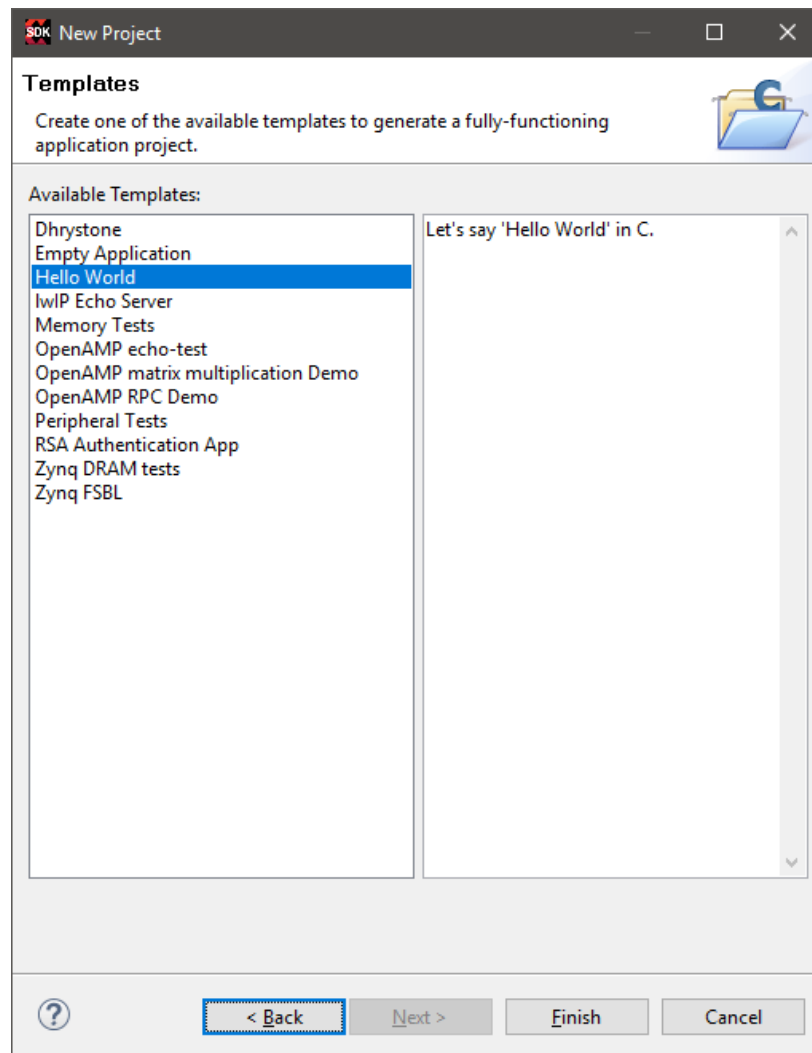 SDK New Project
Templates
Create one of the available templates to generate a fully-functioning
application project.
C
Available Templates:
Dhrystone
Empty Application
Hello World
lwIP Echo Server
Memory Tests
OpenAMP echo-test
OpenAMP matrix multiplication Demo
OpenAMP RPC Demo
Peripheral Tests
RSA Authentication App
Zynq DRAM tests
Zynq FSBL
Let's say 'Hello World' in C.
? < Back Next > Finish Cancel